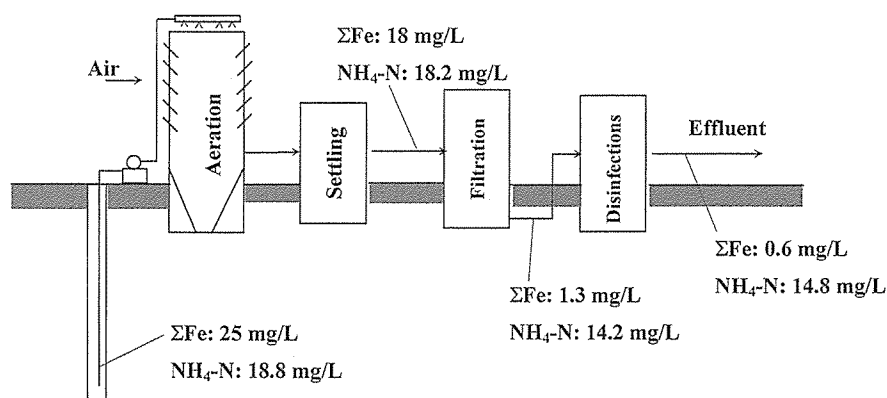 Air
Aeration
Settling
ΣFe: 18 mg/L
NH₄-N: 18.2 mg/L
Filtration
Disinfections
Effluent
ΣFe: 25 mg/L
NH₄-N: 18.8 mg/L
ΣFe: 1.3 mg/L
NH₄-N: 14.2 mg/L
ΣFe: 0.6 mg/L
NH₄-N: 14.8 mg/L